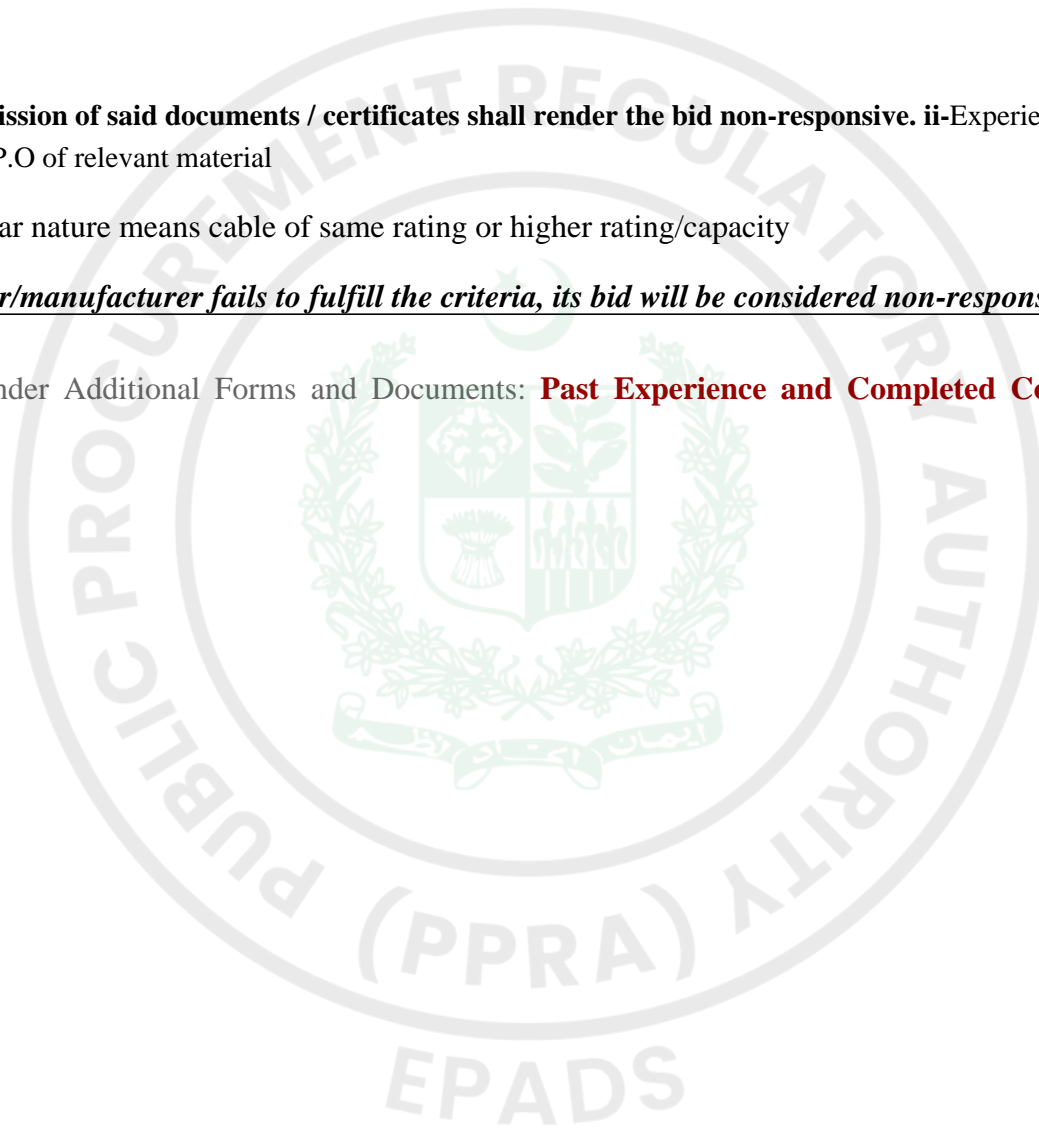 ission of said documents / certificates shall render the bid non-responsive. ii-Experie
P.O of relevant material
ar nature means cable of same rating or higher rating/capacity
r/manufacturer fails to fulfill the criteria, its bid will be considered non-respons
nder Additional Forms and Documents: Past Experience and Completed Co
PUBLIC PROCUREMENT REGULATORY AUTHORITY
(PPRA)
EPADS